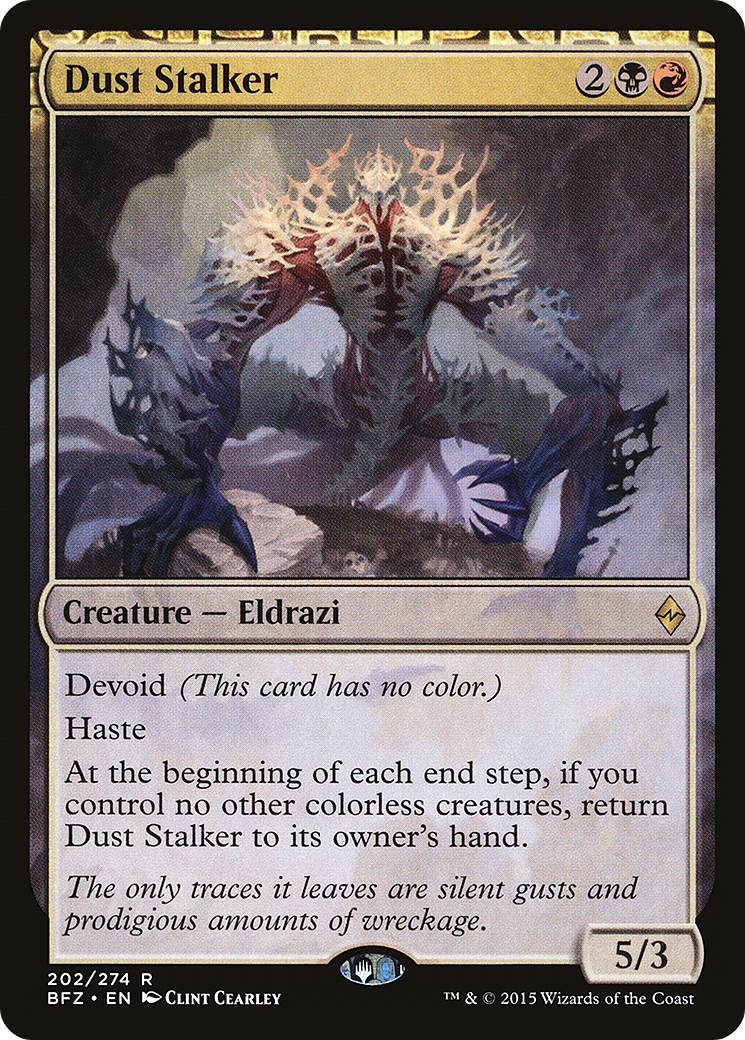 Dust Stalker 2
Creature — Eldrazi
Devoid (This card has no color.)
Haste
At the beginning of each end step, if you
control no other colorless creatures, return
Dust Stalker to its owner's hand.
The only traces it leaves are silent gusts and
prodigious amounts of wreckage.
5/3
202/274 R
BFZ • EN Clint Cearley
™ & © 2015 Wizards of the Coast